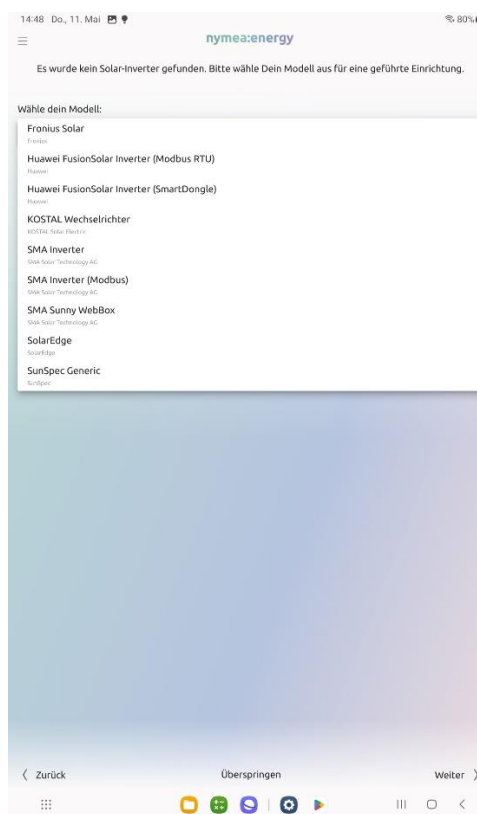 14:48 Do., 11. Mai 80%
nymea:energy
Es wurde kein Solar-Inverter gefunden. Bitte wähle Dein Modell aus für eine geführte Einrichtung.
Wähle dein Modell:
Fronius Solar
Fronius
Huawei FusionSolar Inverter (Modbus RTU)
Huawei
Huawei FusionSolar Inverter (SmartDongle)
Huawei
KOSTAL Wechselrichter
KOSTAL Solar Electric
SMA Inverter
SMA Solar Technology AG
SMA Inverter (Modbus)
SMA Solar Technology AG
SMA Sunny WebBox
SMA Solar Technology AG
SolarEdge
SolarEdge
SunSpec Generic
SunSpec
Zurück Überspringen Weiter